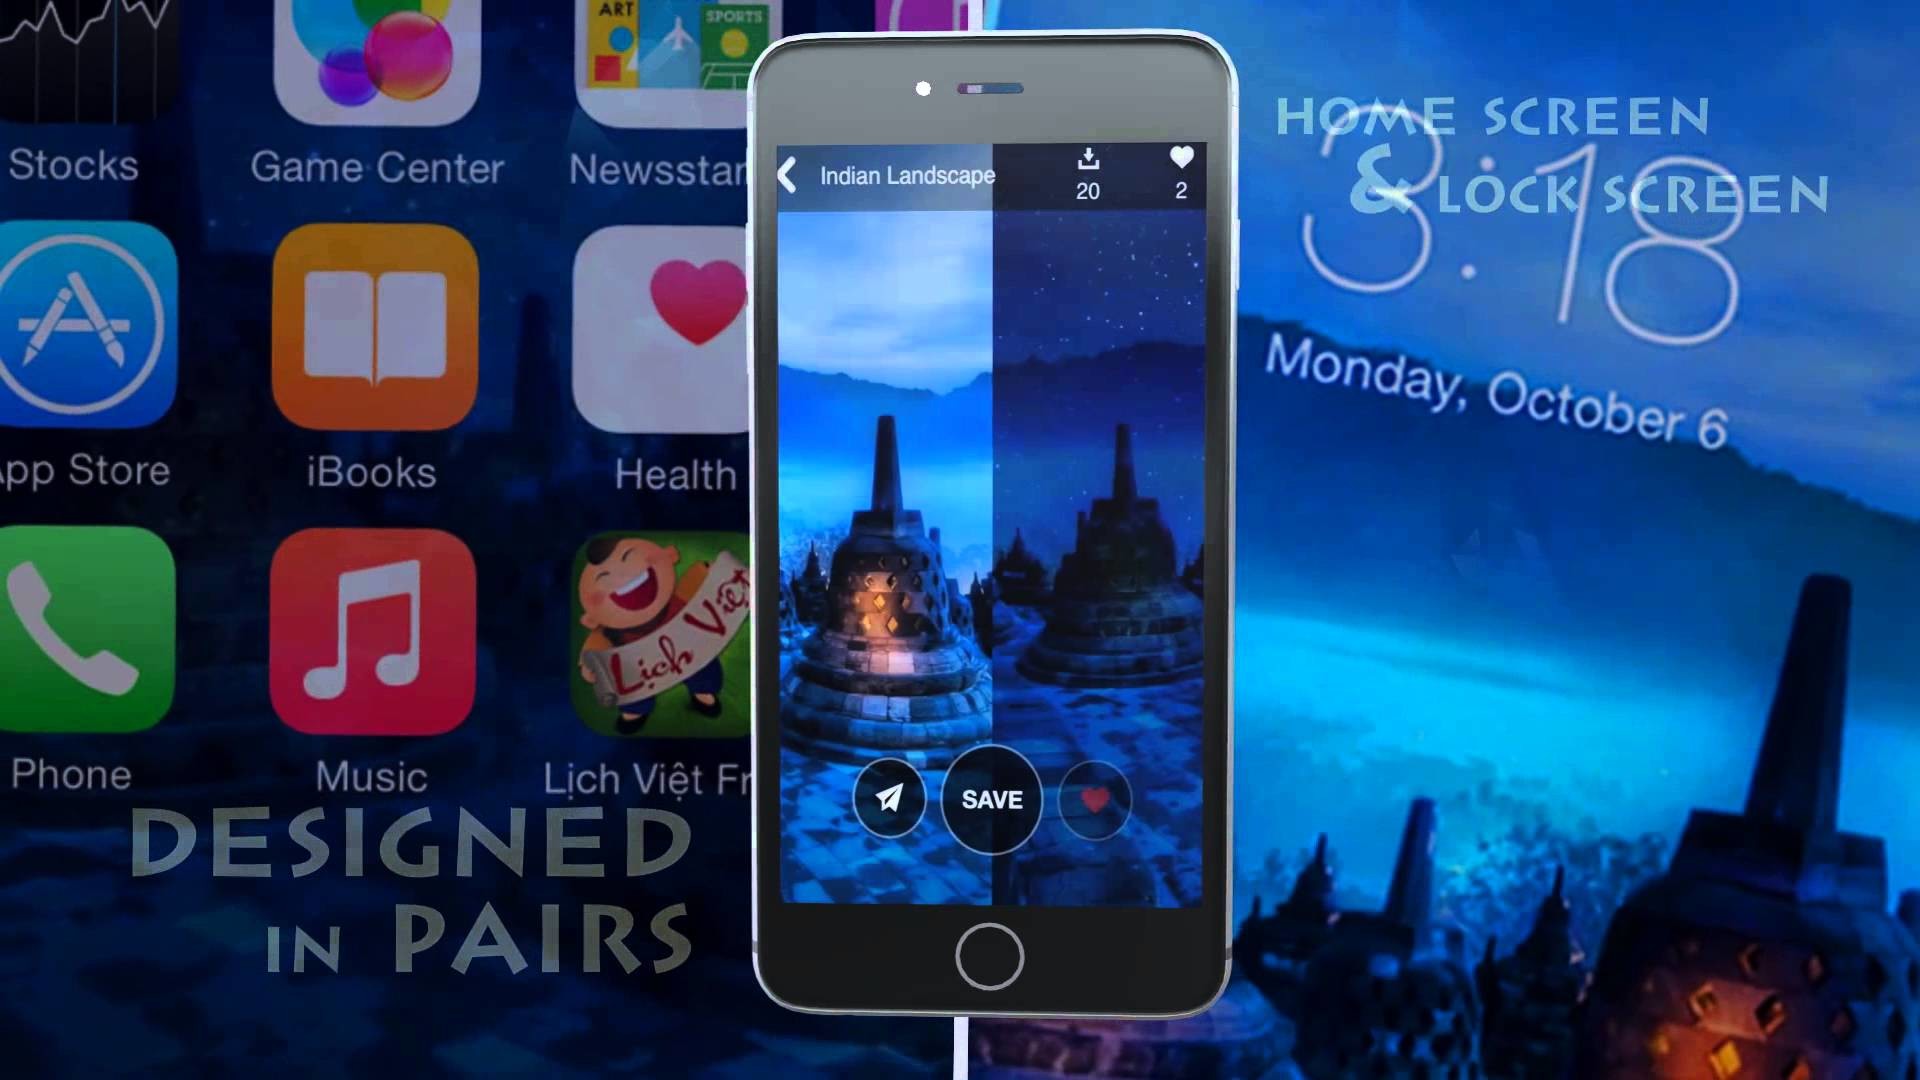 ART
SPORTS
Stocks
Game Center
Newsstan
App Store
iBooks
Health
Lịch Việt
Phone
Music
Lịch Việt Fr
DESIGNED
IN PAIRS
Indian Landscape
20
2
SAVE
HOME SCREEN
& LOCK SCREEN
3:18
Monday, October 6